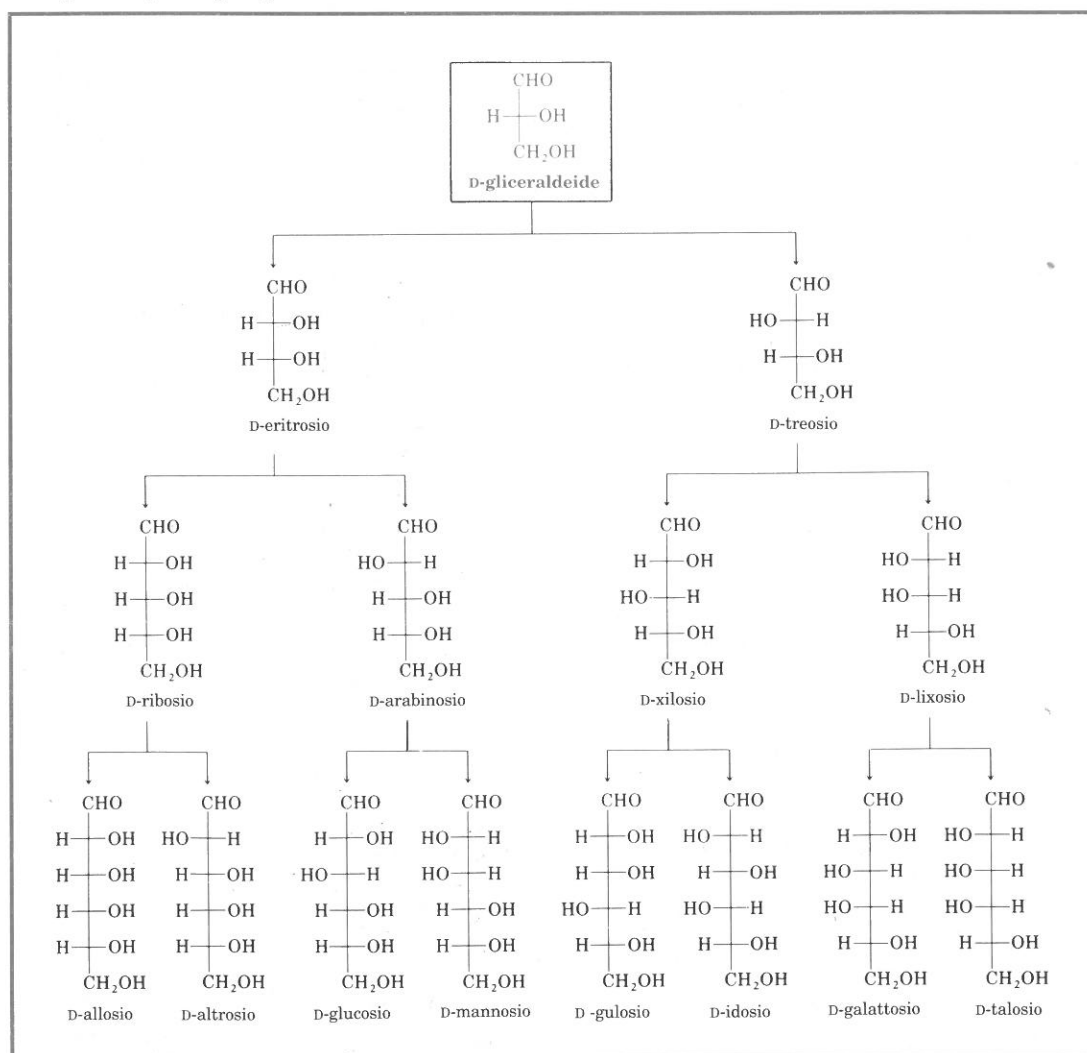 CHO
H OH
CH₂OH
D-gliceraldeide
CHO CHO
H OH HO H
H OH H OH
CH₂OH CH₂OH
D-eritrosio D-treosio
CHO CHO CHO CHO
H OH HO H H OH HO H
H OH H OH HO H HO H
H OH H OH H OH H OH
CH₂OH CH₂OH CH₂OH CH₂OH
D-ribosio D-arabinosio D-xilosio D-lixosio
CHO CHO CHO CHO CHO CHO CHO CHO
H OH HO H H OH HO H H OH HO H H OH HO H
H OH H OH HO H HO H H OH H OH HO H HO H
H OH H OH H OH H OH HO H HO H HO H HO H
H OH H OH H OH H OH H OH H OH H OH H OH
CH₂OH CH₂OH CH₂OH CH₂OH CH₂OH CH₂OH CH₂OH CH₂OH
D-allosio D-altrosio D-glucosio D-mannosio D -gulosio D-idosio D-galattosio D-talosio